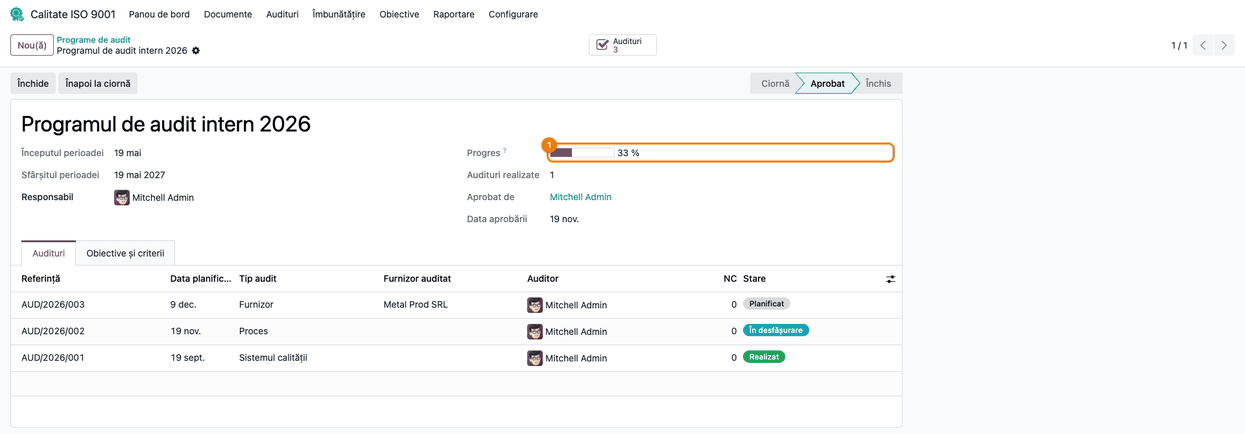 Calitate ISO 9001 Panou de bord Documente Audituri Îmbunătățire Obiective Raportare Configurare
Nou(ă) Programe de audit
Programul de audit intern 2026
Audituri
3
1 / 1
Închide Înapoi la ciornă
Ciornă Aprobat Închis
Programul de audit intern 2026
Începutul perioadei 19 mai
Progres ? 1 33 %
Sfârșitul perioadei 19 mai 2027
Audituri realizate 1
Responsabil Mitchell Admin
Aprobat de Mitchell Admin
Data aprobării 19 nov.
Audituri Obiective și criterii
Referință Data planific... Tip audit Furnizor auditat Auditor NC Stare
AUD/2026/003 9 dec. Furnizor Metal Prod SRL Mitchell Admin 0 Planificat
AUD/2026/002 19 nov. Proces Mitchell Admin 0 În desfășurare
AUD/2026/001 19 sept. Sistemul calității Mitchell Admin 0 Realizat